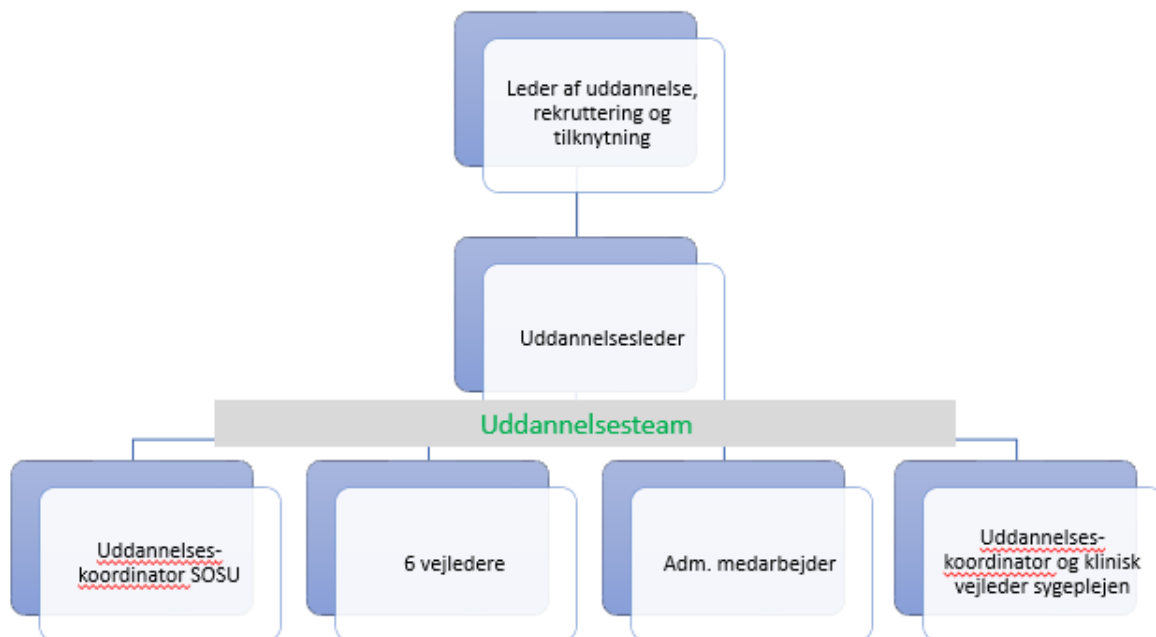 Leder af uddannelse,
rekruttering og
tilknytning
Uddannelsesleder
Uddannelsesteam
Uddannelses-
koordinator SOSU
6 vejledere
Adm. medarbejder
Uddannelses-
koordinator og klinisk
vejleder sygeplejen